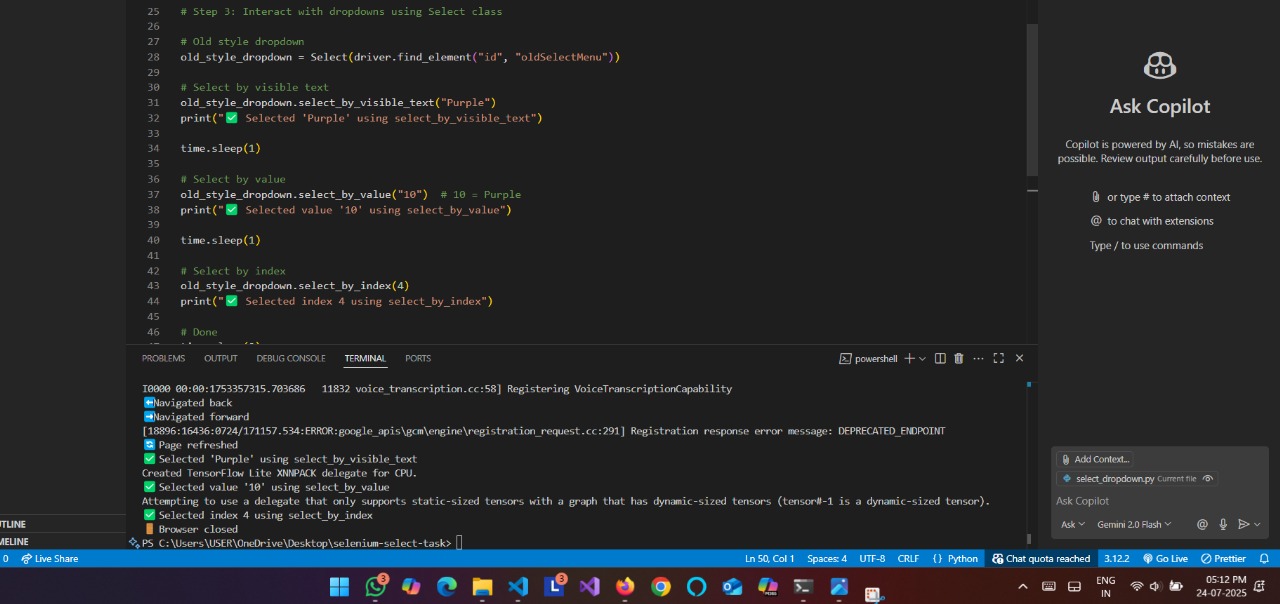 25 # Step 3: Interact with dropdowns using Select class
26
27 # Old style dropdown
28 old_style_dropdown = Select(driver.find_element("id", "oldSelectMenu"))
29
30 # Select by visible text
31 old_style_dropdown.select_by_visible_text("Purple")
32 print("✅ Selected 'Purple' using select_by_visible_text")
33
34 time.sleep(1)
35
36 # Select by value
37 old_style_dropdown.select_by_value("10")  # 10 = Purple
38 print("✅ Selected value '10' using select_by_value")
39
40 time.sleep(1)
41
42 # Select by index
43 old_style_dropdown.select_by_index(4)
44 print("✅ Selected index 4 using select_by_index")
45
46 # Done
PROBLEMS OUTPUT DEBUG CONSOLE TERMINAL PORTS powershell
I0000 00:00:1753357315.703686   11832 voice_transcription.cc:58] Registering VoiceTranscriptionCapability
⬅️Navigated back
➡️Navigated forward
[18896:16436:0724/171157.534:ERROR:google_apis\gcm\engine\registration_request.cc:291] Registration response error message: DEPRECATED_ENDPOINT
🔄 Page refreshed
✅ Selected 'Purple' using select_by_visible_text
Created TensorFlow Lite XNNPACK delegate for CPU.
✅ Selected value '10' using select_by_value
Attempting to use a delegate that only supports static-sized tensors with a graph that has dynamic-sized tensors (tensor#-1 is a dynamic-sized tensor).
✅ Selected index 4 using select_by_index
🚪 Browser closed
PS C:\Users\USER\OneDrive\Desktop\selenium-select-task>
Ask Copilot
Copilot is powered by AI, so mistakes are
possible. Review output carefully before use.
or type # to attach context
@ to chat with extensions
Type / to use commands
Add Context...
select_dropdown.py Current file
Ask Copilot
Ask Gemini 2.0 Flash @
UTLINE
MELINE
0 Live Share Ln 50, Col 1 Spaces: 4 UTF-8 CRLF {} Python Chat quota reached 3.12.2 Go Live Prettier
3 L 3 ENG 05:12 PM
IN 24-07-2025